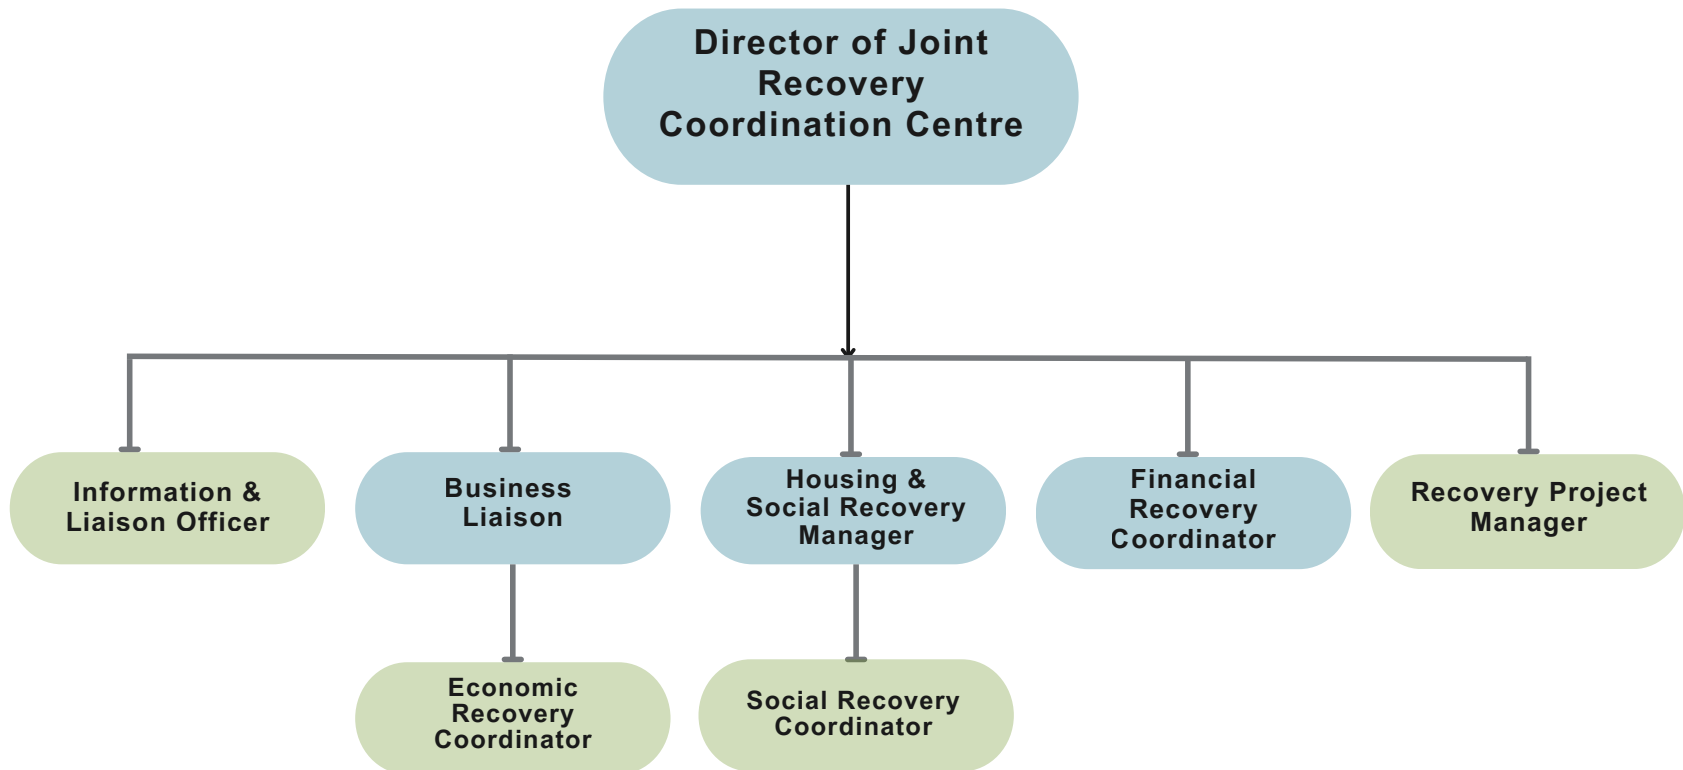 Director of Joint
Recovery
Coordination Centre
Information &
Liaison Officer
Business
Liaison
Housing &
Social Recovery
Manager
Financial
Recovery
Coordinator
Recovery Project
Manager
Economic
Recovery
Coordinator
Social Recovery
Coordinator